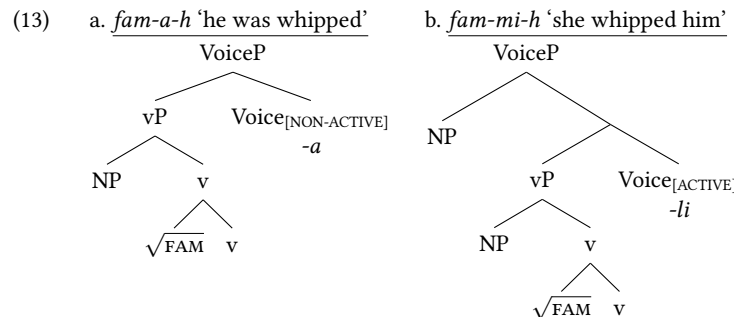 (13) a. fam-a-h ‘he was whipped’ b. fam-mi-h ‘she whipped him’
VoiceP VoiceP
vP Voice[NON-ACTIVE] NP
-a
NP v vP Voice[ACTIVE]
-li
√FAM v NP v
√FAM v